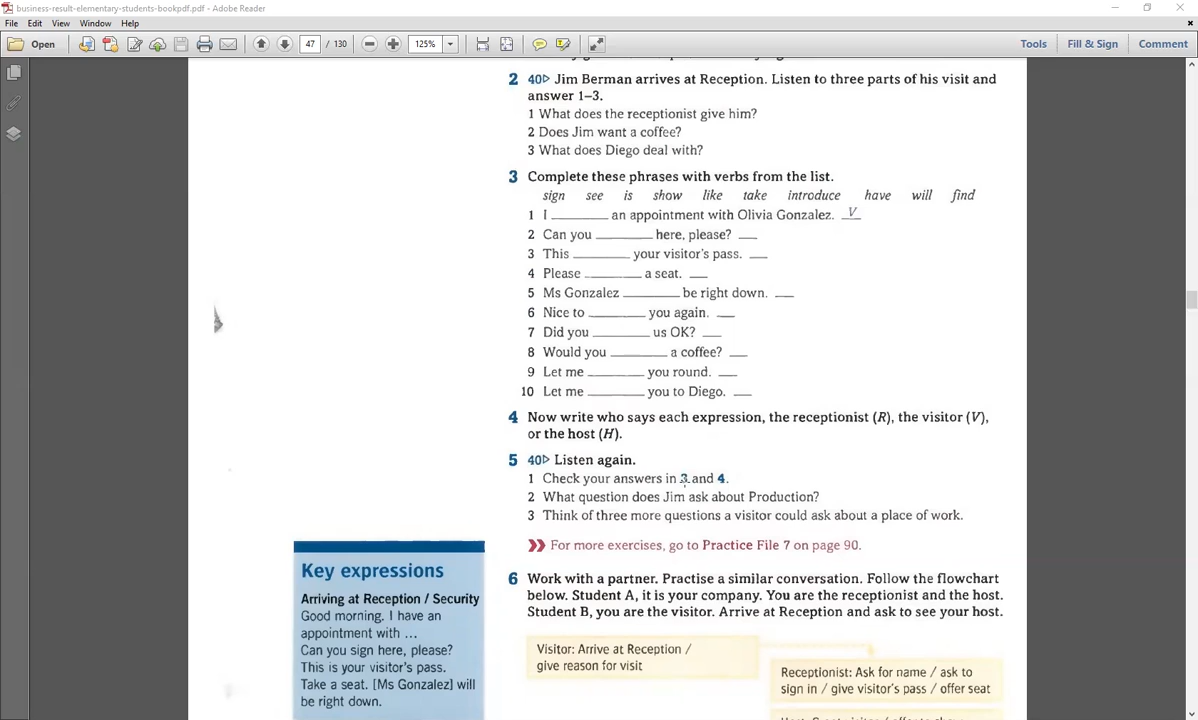 business-result-elementary-students-bookpdf.pdf - Adobe Reader
File Edit View Window Help
Open 47 / 130 125% Tools Fill & Sign Comment
2 40 Jim Berman arrives at Reception. Listen to three parts of his visit and
answer 1–3.
1 What does the receptionist give him?
2 Does Jim want a coffee?
3 What does Diego deal with?
3 Complete these phrases with verbs from the list.
sign see is show like take introduce have will find
1 I ________ an appointment with Olivia Gonzalez. V
2 Can you ________ here, please? ___
3 This ________ your visitor's pass. ___
4 Please ________ a seat. ___
5 Ms Gonzalez ________ be right down. ___
6 Nice to ________ you again. ___
7 Did you ________ us OK? ___
8 Would you ________ a coffee? ___
9 Let me ________ you round. ___
10 Let me ________ you to Diego. ___
4 Now write who says each expression, the receptionist (R), the visitor (V),
or the host (H).
5 40 Listen again.
1 Check your answers in 3 and 4.
2 What question does Jim ask about Production?
3 Think of three more questions a visitor could ask about a place of work.
For more exercises, go to Practice File 7 on page 90.
6 Work with a partner. Practise a similar conversation. Follow the flowchart
below. Student A, it is your company. You are the receptionist and the host.
Student B, you are the visitor. Arrive at Reception and ask to see your host.
Visitor: Arrive at Reception /
give reason for visit
Receptionist: Ask for name / ask to
sign in / give visitor's pass / offer seat
Key expressions
Arriving at Reception / Security
Good morning. I have an
appointment with ...
Can you sign here, please?
This is your visitor's pass.
Take a seat. [Ms Gonzalez] will
be right down.